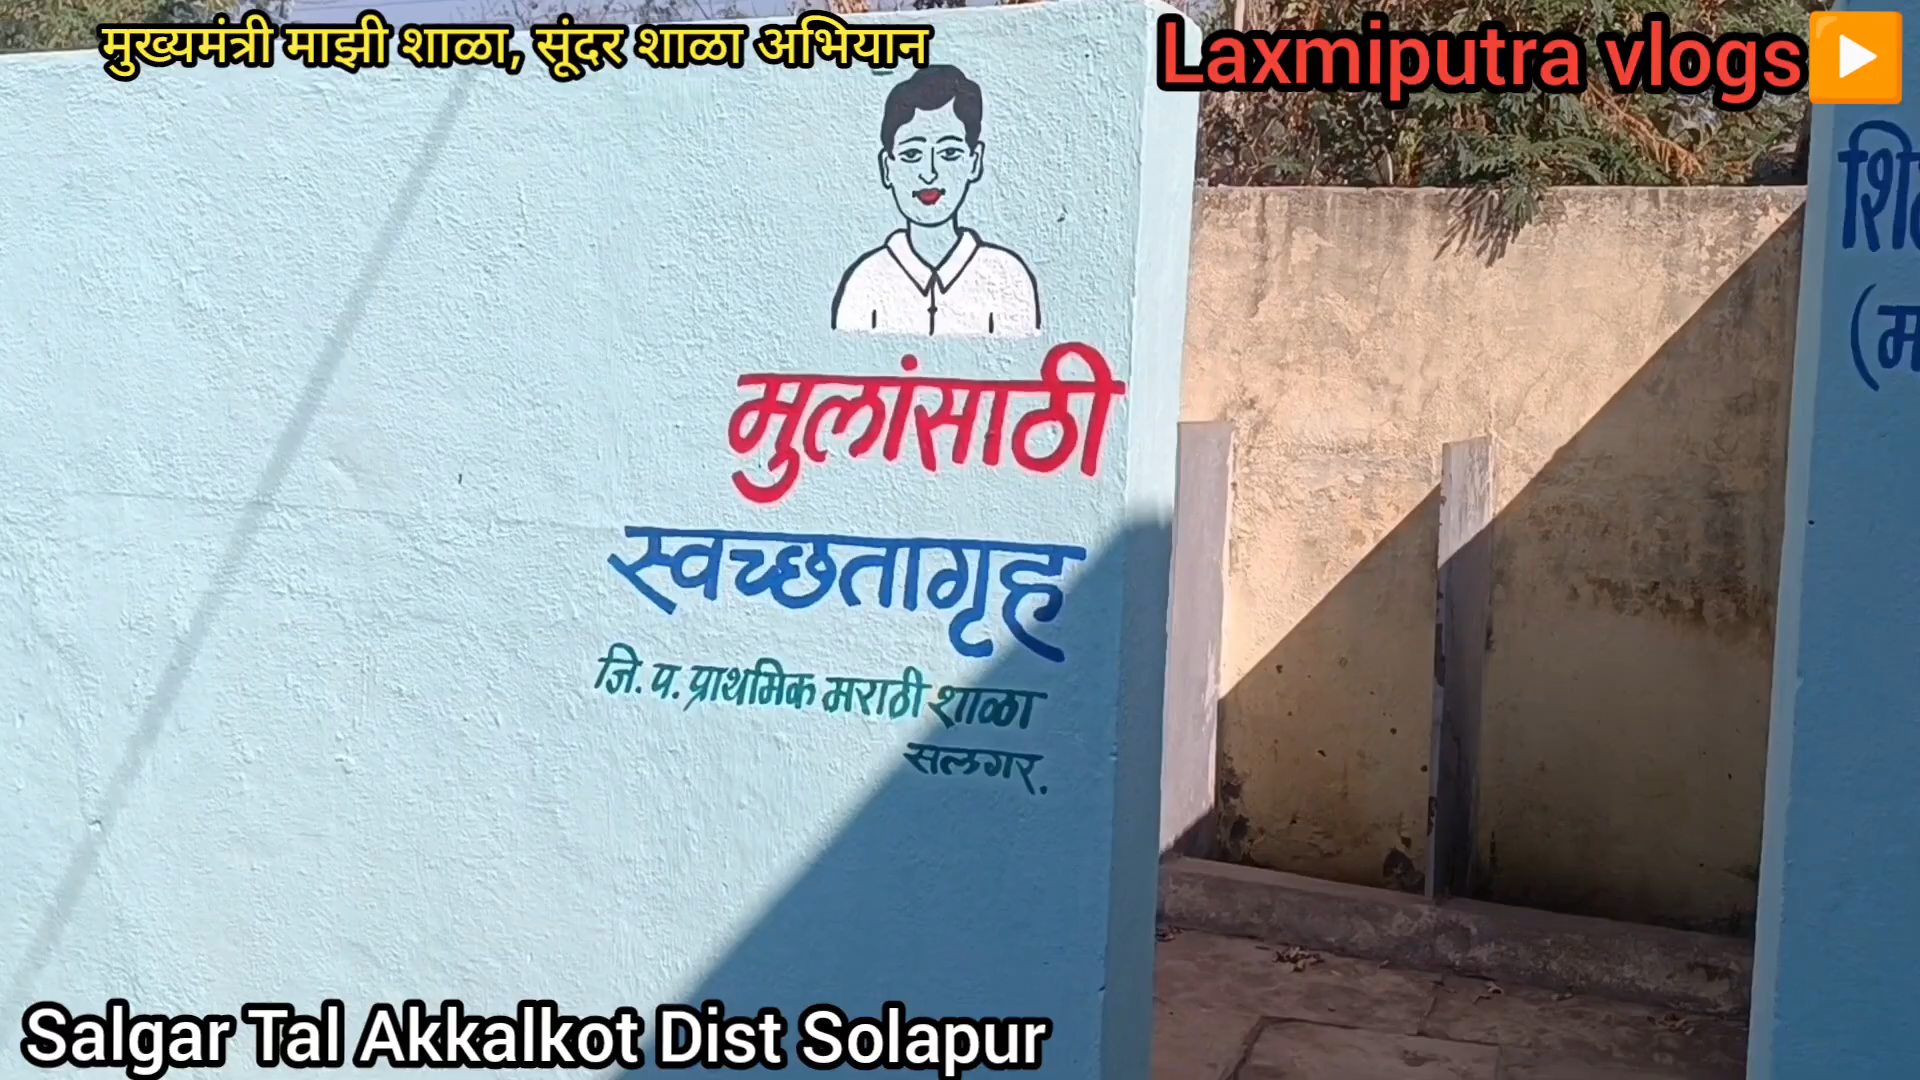 मुख्यमंत्री माझी शाळा, सूंदर शाळा अभियान
Laxmiputra vlogs
मुलांसाठी
स्वच्छतागृह
जि. प. प्राथमिक मराठी शाळा
सलगर.
Salgar Tal Akkalkot Dist Solapur